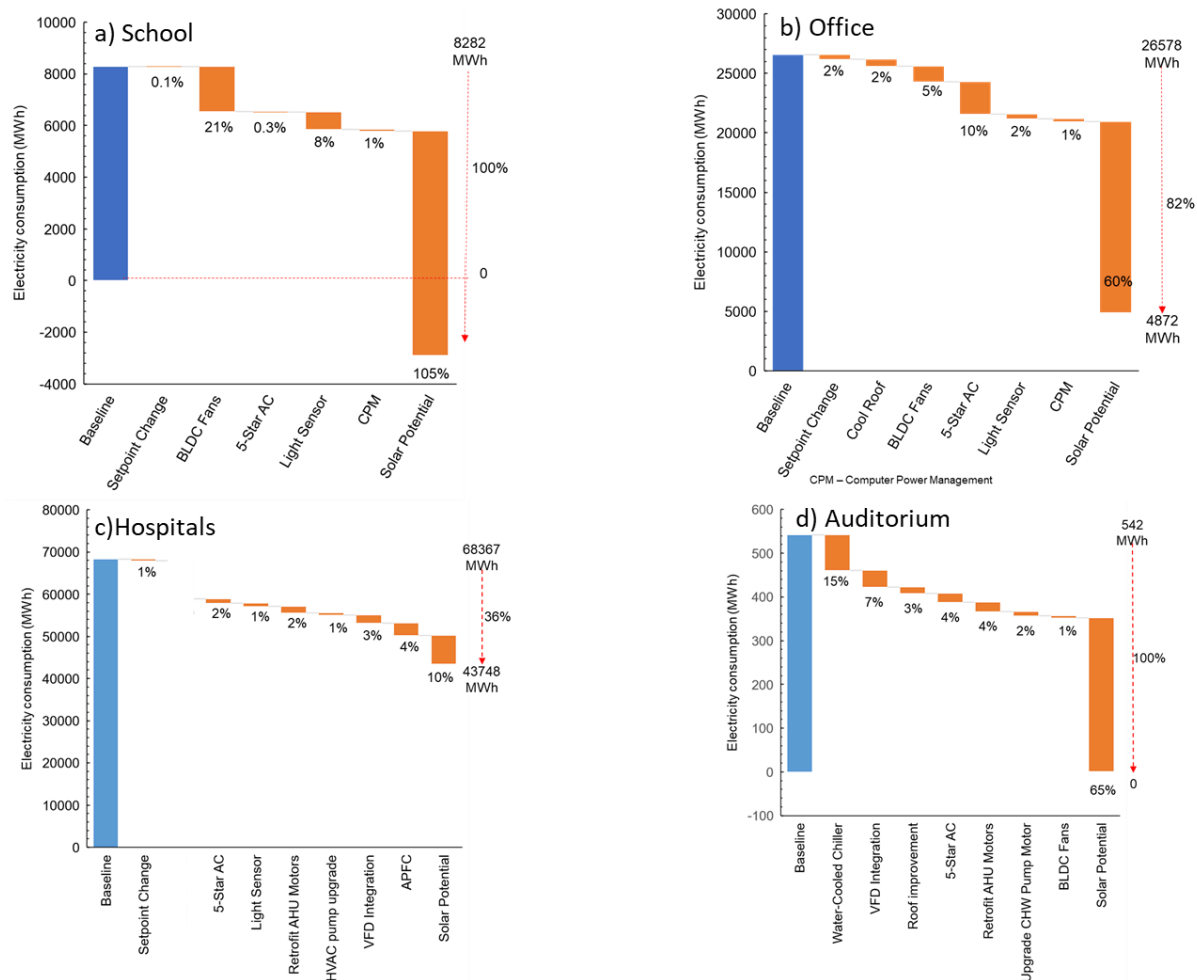 a) School
Electricity consumption (MWh)
10000
8000
6000
4000
2000
0
-2000
-4000
0.1%
21%
0.3%
8%
1%
105%
8282
MWh
100%
0
Baseline
Setpoint Change
BLDC Fans
5-Star AC
Light Sensor
CPM
Solar Potential
b) Office
Electricity consumption (MWh)
30000
25000
20000
15000
10000
5000
0
2%
2%
5%
10%
2%
1%
60%
26578
MWh
82%
4872
MWh
Baseline
Setpoint Change
Cool Roof
BLDC Fans
5-Star AC
Light Sensor
CPM
Solar Potential
CPM – Computer Power Management
c)Hospitals
Electricity consumption (MWh)
80000
70000
60000
50000
40000
30000
20000
10000
0
1%
2%
1%
2%
1%
3%
4%
10%
68367
MWh
36%
43748
MWh
Baseline
Setpoint Change
5-Star AC
Light Sensor
Retrofit AHU Motors
HVAC pump upgrade
VFD Integration
APFC
Solar Potential
d) Auditorium
Electricity consumption (MWh)
600
500
400
300
200
100
0
-100
15%
7%
3%
4%
4%
2%
1%
65%
542
MWh
100%
0
Baseline
Water-Cooled Chiller
VFD Integration
Roof improvement
5-Star AC
Retrofit AHU Motors
Upgrade CHW Pump Motor
BLDC Fans
Solar Potential